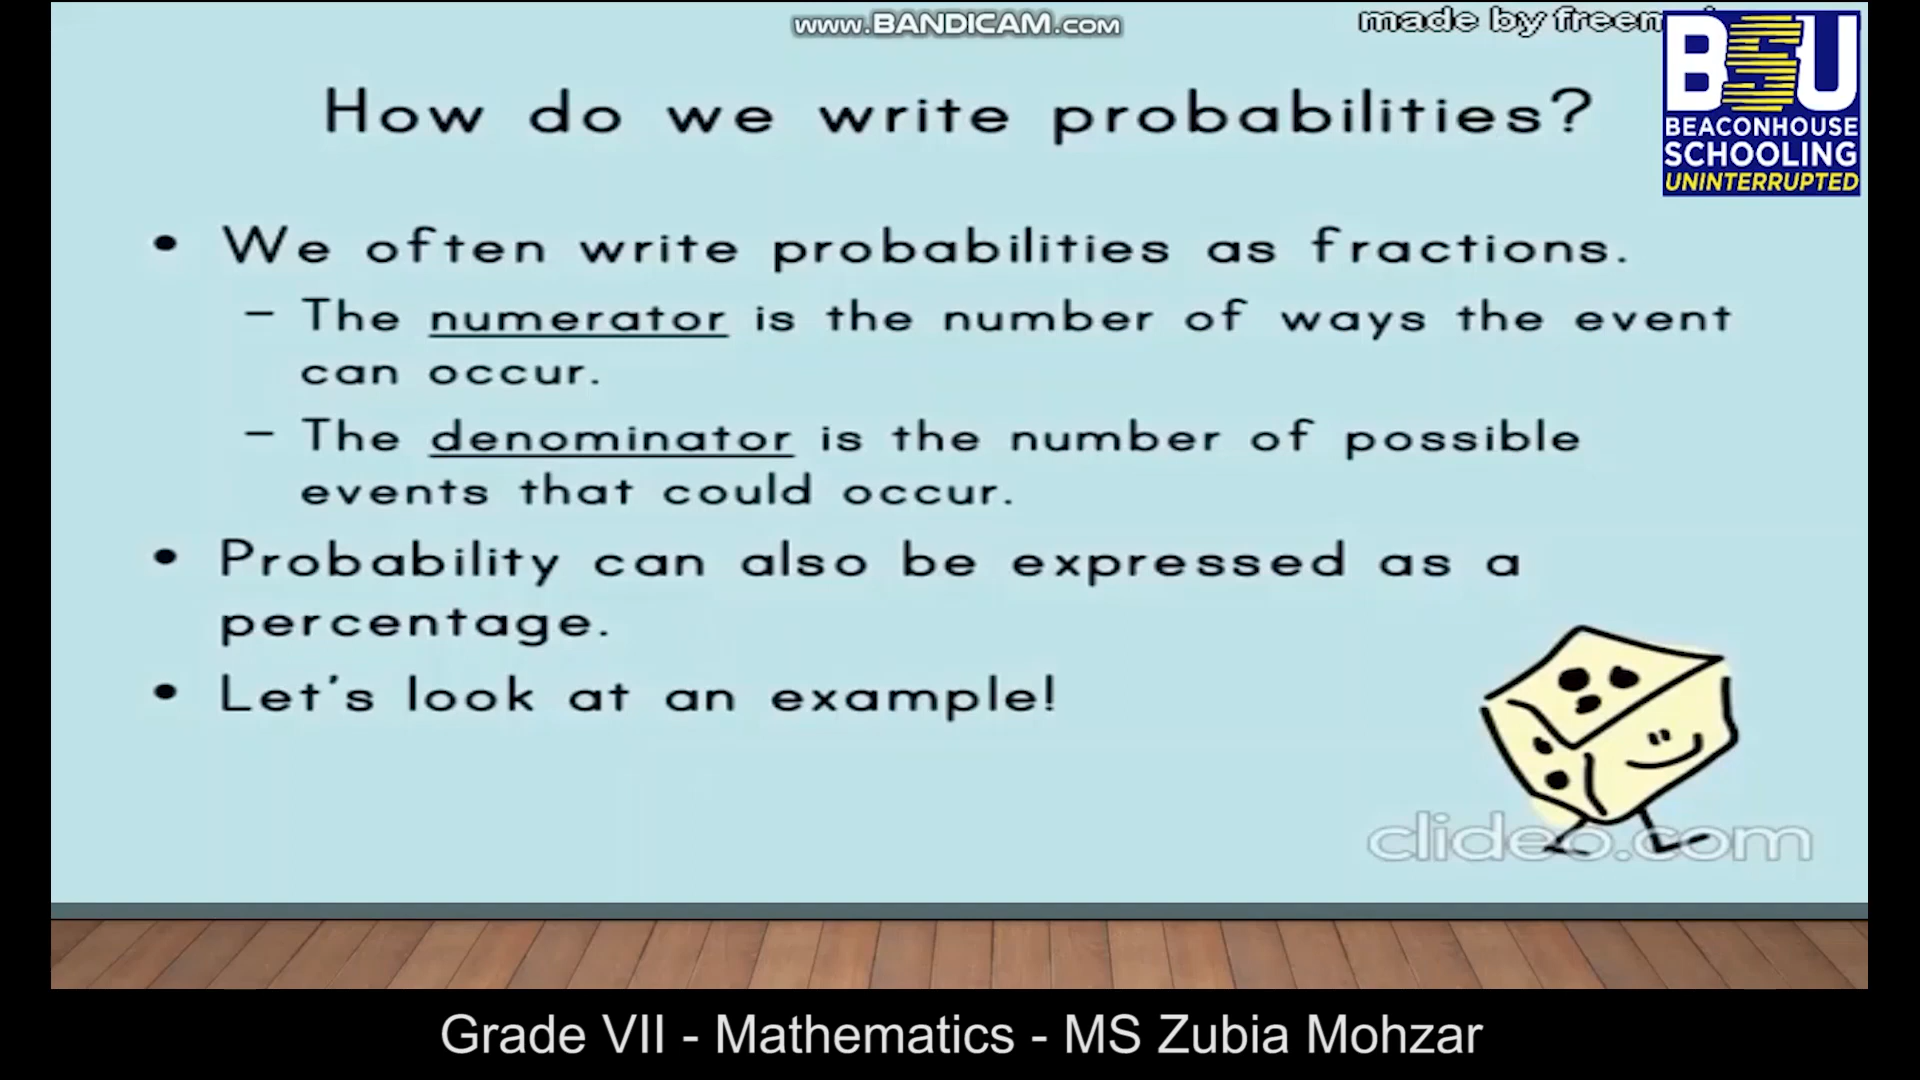 www.BANDICAM.com
made by
BSU
BEACONHOUSE
SCHOOLING
UNINTERRUPTED
How do we write probabilities?
• We often write probabilities as fractions.
– The numerator is the number of ways the event
can occur.
– The denominator is the number of possible
events that could occur.
• Probability can also be expressed as a
percentage.
• Let's look at an example!
clideo.com
Grade VII - Mathematics - MS Zubia Mohzar